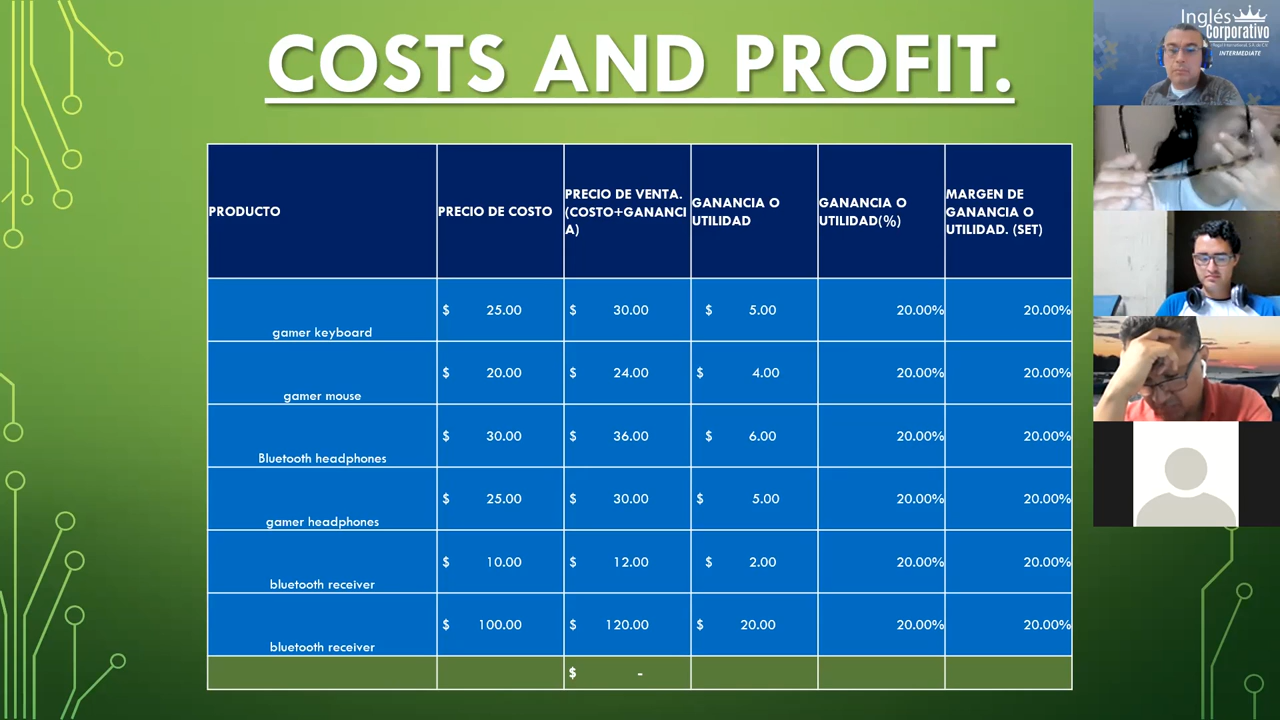 COSTS AND PROFIT.
PRODUCTO
PRECIO DE COSTO
PRECIO DE VENTA.
(COSTO+GANANCI
A)
GANANCIA O
UTILIDAD
GANANCIA O
UTILIDAD(%)
MARGEN DE
GANANCIA O
UTILIDAD. (SET)
gamer keyboard $ 25.00 $ 30.00 $ 5.00 20.00% 20.00%
gamer mouse $ 20.00 $ 24.00 $ 4.00 20.00% 20.00%
Bluetooth headphones $ 30.00 $ 36.00 $ 6.00 20.00% 20.00%
gamer headphones $ 25.00 $ 30.00 $ 5.00 20.00% 20.00%
bluetooth receiver $ 10.00 $ 12.00 $ 2.00 20.00% 20.00%
bluetooth receiver $ 100.00 $ 120.00 $ 20.00 20.00% 20.00%
$ -
Inglés
Corporativo
INTERMEDIATE